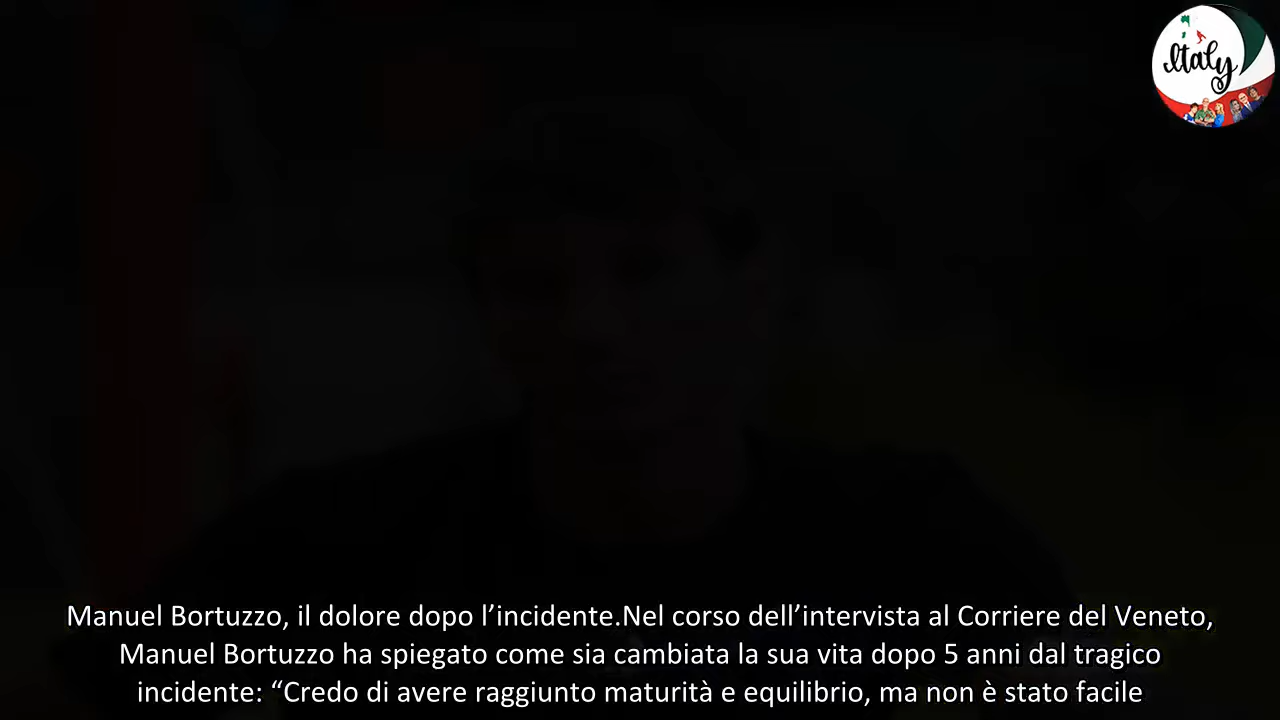 Italy
Manuel Bortuzzo, il dolore dopo l’incidente.Nel corso dell’intervista al Corriere del Veneto,
Manuel Bortuzzo ha spiegato come sia cambiata la sua vita dopo 5 anni dal tragico
incidente: “Credo di avere raggiunto maturità e equilibrio, ma non è stato facile